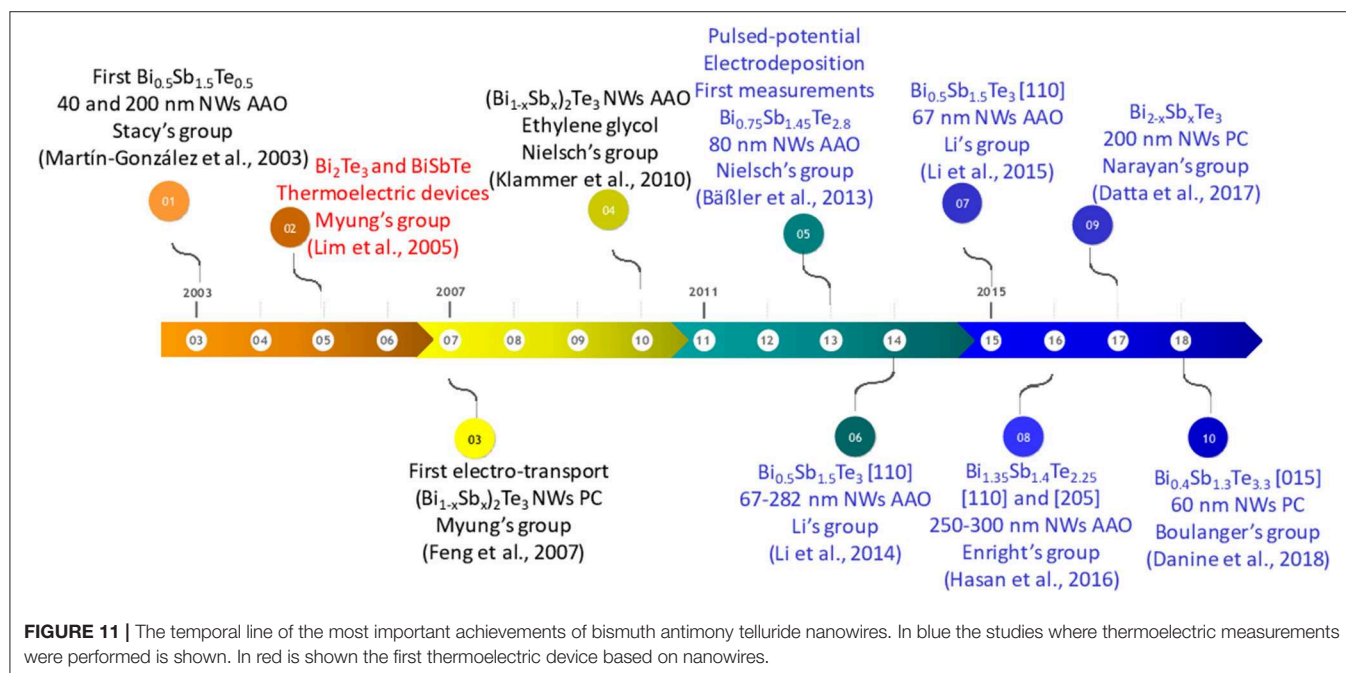 First Bi0.5Sb1.5Te0.5
40 and 200 nm NWs AAO
Stacy's group
(Martín-González et al., 2003)
01
Bi2Te3 and BiSbTe
Thermoelectric devices
Myung's group
(Lim et al., 2005)
02
(Bi1-xSbx)2Te3 NWs AAO
Ethylene glycol
Nielsch's group
(Klammer et al., 2010)
04
Pulsed-potential
Electrodeposition
First measurements
Bi0.75Sb1.45Te2.8
80 nm NWs AAO
Nielsch's group
(Bäßler et al., 2013)
05
Bi0.5Sb1.5Te3 [110]
67 nm NWs AAO
Li's group
(Li et al., 2015)
07
Bi2-xSbxTe3
200 nm NWs PC
Narayan's group
(Datta et al., 2017)
09
2003 2007 2011 2015
03 04 05 06 07 08 09 10 11 12 13 14 15 16 17 18
03
First electro-transport
(Bi1-xSbx)2Te3 NWs PC
Myung's group
(Feng et al., 2007)
06
Bi0.5Sb1.5Te3 [110]
67-282 nm NWs AAO
Li's group
(Li et al., 2014)
08
Bi1.35Sb1.4Te2.25
[110] and [205]
250-300 nm NWs AAO
Enright's group
(Hasan et al., 2016)
10
Bi0.4Sb1.3Te3.3 [015]
60 nm NWs PC
Boulanger's group
(Danine et al., 2018)
FIGURE 11 | The temporal line of the most important achievements of bismuth antimony telluride nanowires. In blue the studies where thermoelectric measurements
were performed is shown. In red is shown the first thermoelectric device based on nanowires.